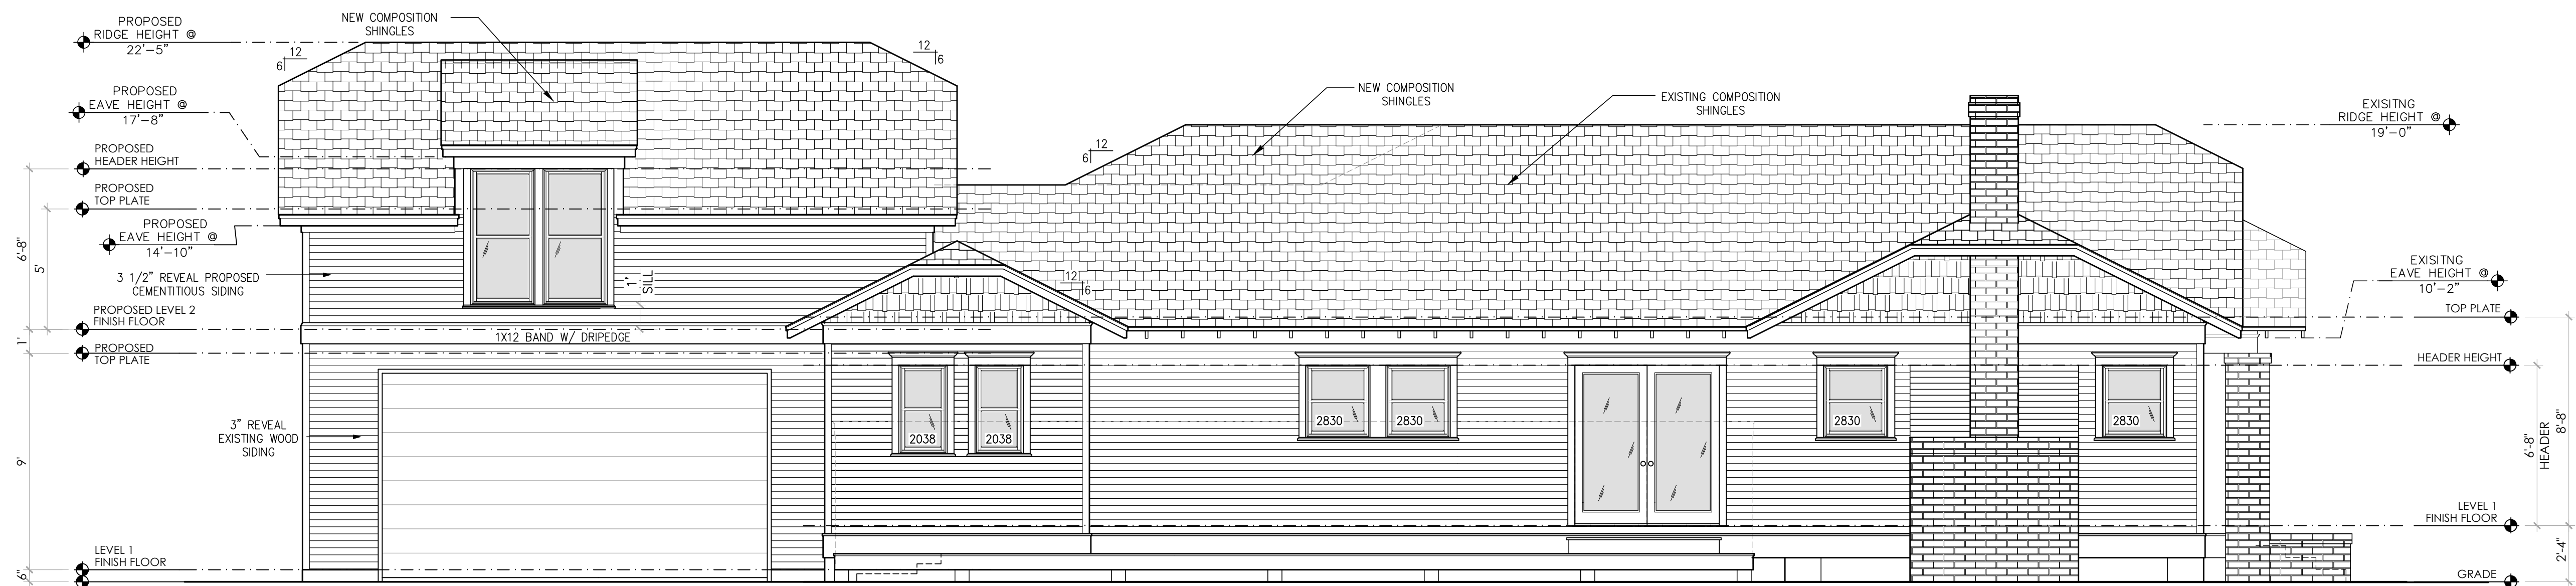 PROPOSED
RIDGE HEIGHT @
22'-5"
PROPOSED
EAVE HEIGHT @
17'-8"
PROPOSED
HEADER HEIGHT
PROPOSED
TOP PLATE
PROPOSED
EAVE HEIGHT @
14'-10"
3 1/2" REVEAL PROPOSED
CEMENTITIOUS SIDING
PROPOSED LEVEL 2
FINISH FLOOR
PROPOSED
TOP PLATE
3" REVEAL
EXISTING WOOD
SIDING
LEVEL 1
FINISH FLOOR
6'-8"
5'
1'
9'
6"
NEW COMPOSITION
SHINGLES
12
6
12
6
1'
SILL
1X12 BAND W/ DRIPEDGE
12
6
NEW COMPOSITION
SHINGLES
EXISTING COMPOSITION
SHINGLES
12
6
2038
2038
2830
2830
2830
2830
EXISITNG
RIDGE HEIGHT @
19'-0"
EXISITNG
EAVE HEIGHT @
10'-2"
TOP PLATE
HEADER HEIGHT
6'-8"
HEADER
8'-8"
LEVEL 1
FINISH FLOOR
2'-4"
GRADE